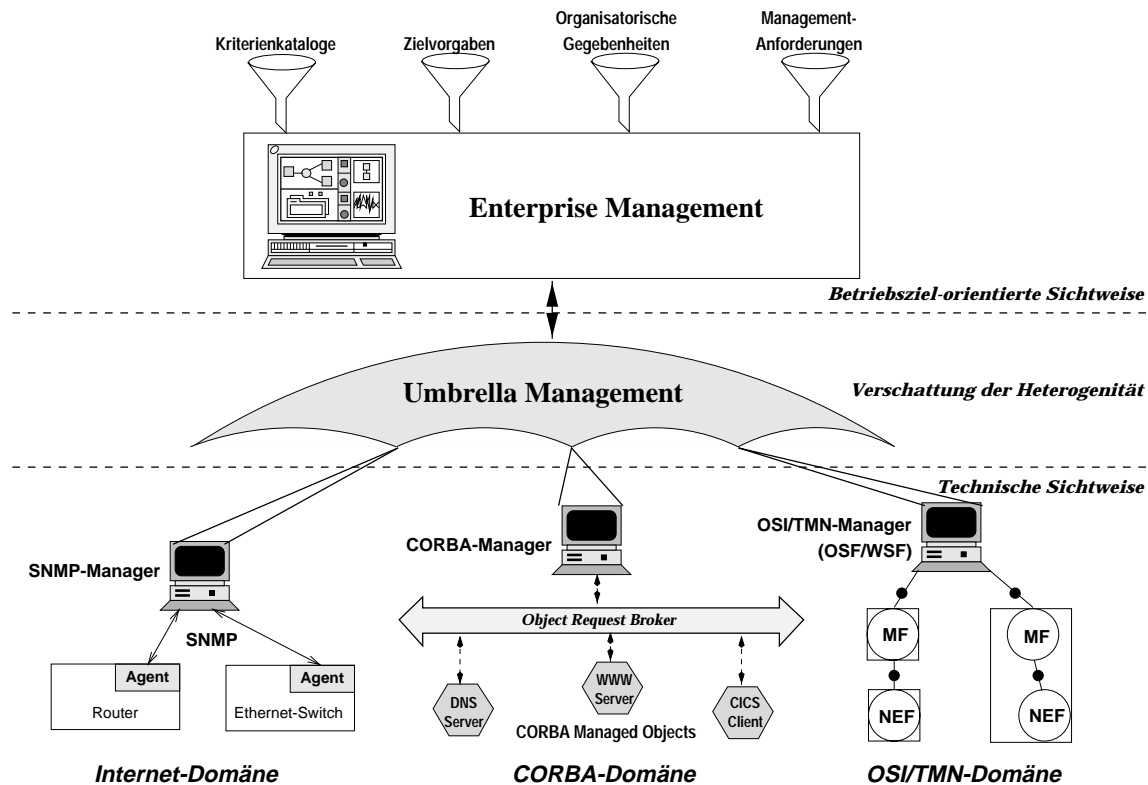 Kriterienkataloge
Zielvorgaben
Organisatorische
Gegebenheiten
Management-
Anforderungen
Enterprise Management
Betriebsziel-orientierte Sichtweise
Umbrella Management
Verschattung der Heterogenität
Technische Sichtweise
SNMP-Manager
CORBA-Manager
OSI/TMN-Manager
(OSF/WSF)
SNMP
Object Request Broker
Agent
Router
Agent
Ethernet-Switch
DNS
Server
WWW
Server
CICS
Client
CORBA Managed Objects
MF
NEF
MF
NEF
Internet-Domäne
CORBA-Domäne
OSI/TMN-Domäne